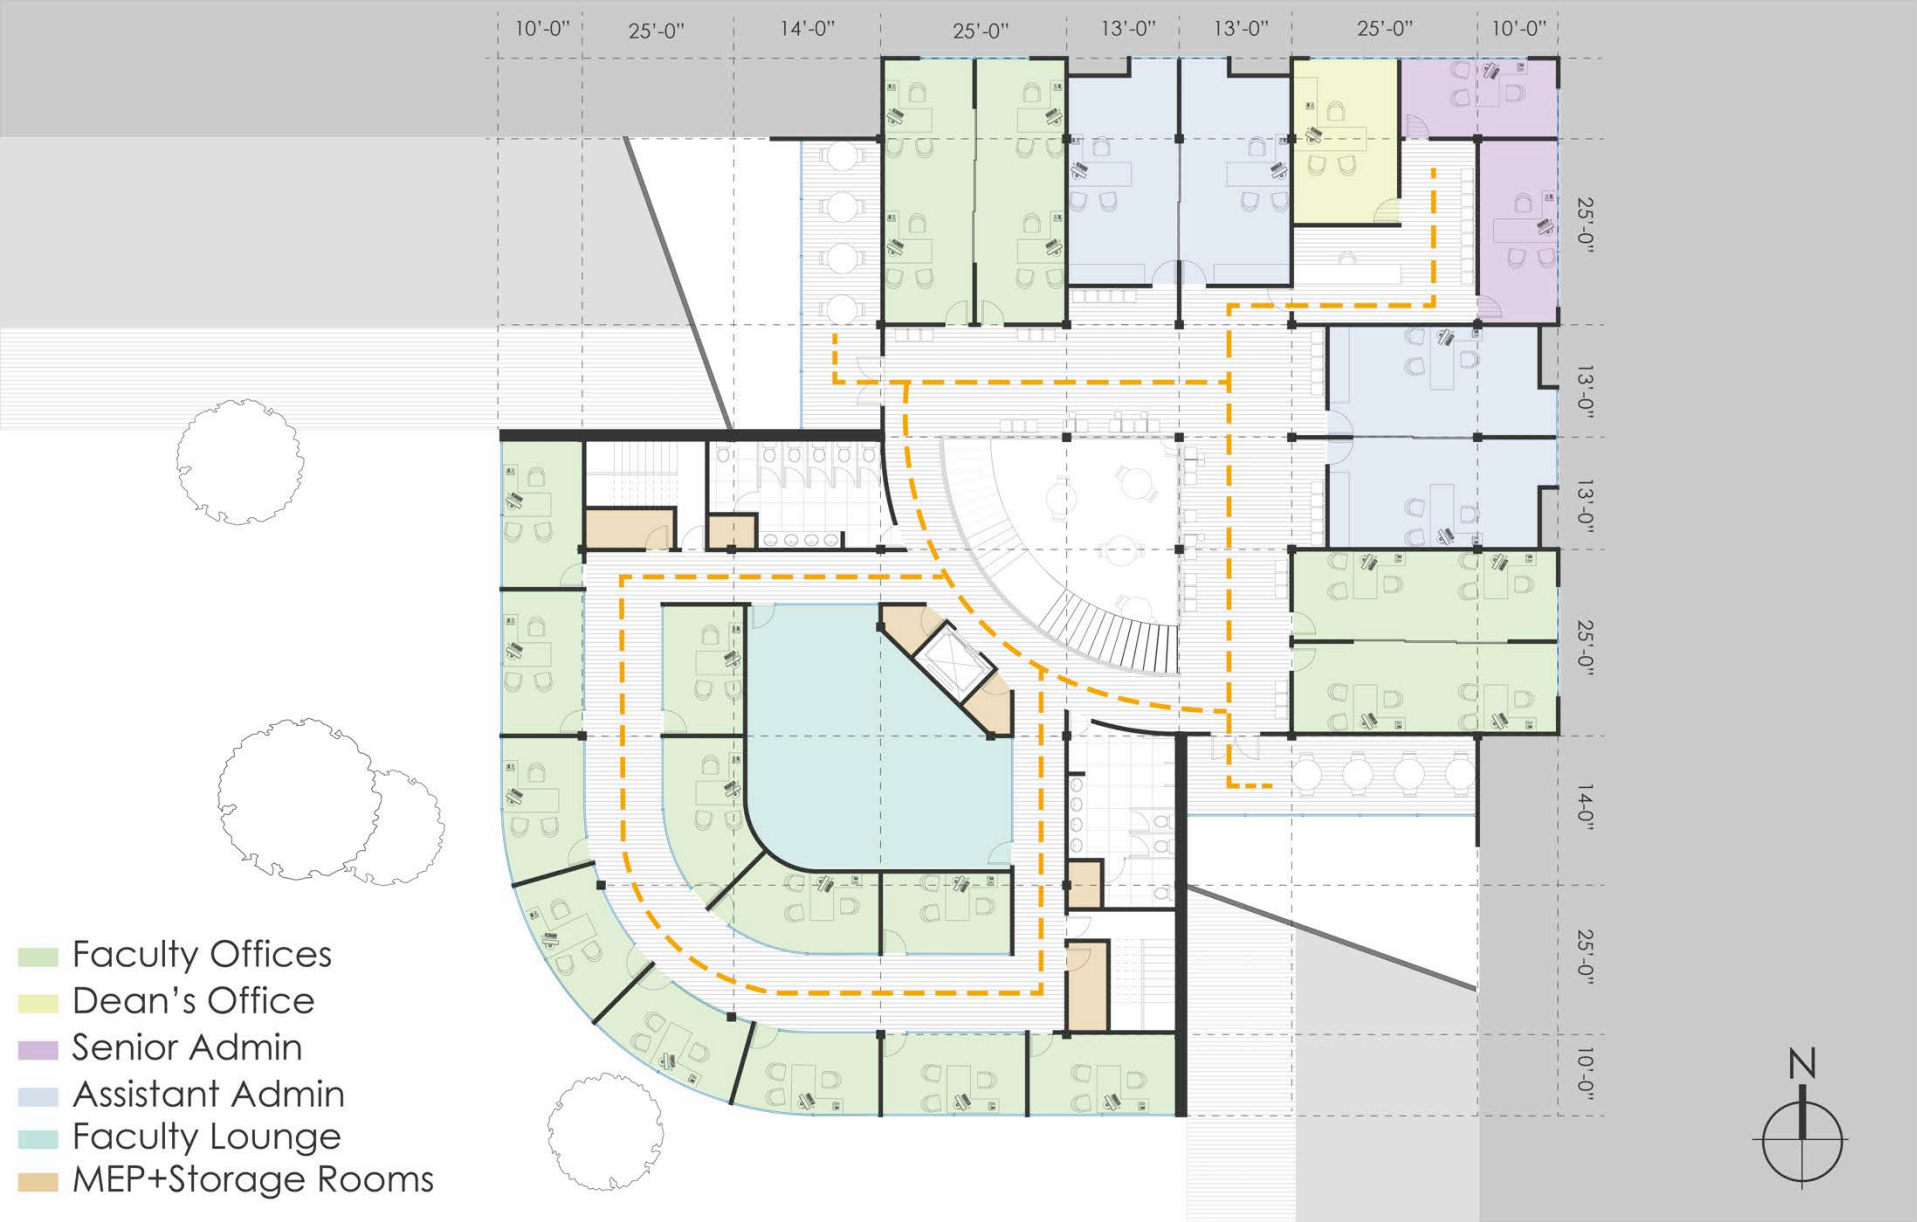 10'-0" 25'-0" 14'-0" 25'-0" 13'-0" 13'-0" 25'-0" 10'-0"
25'-0"
13'-0"
13'-0"
25'-0"
14-0"
25'-0"
10'-0"
Faculty Offices
Dean's Office
Senior Admin
Assistant Admin
Faculty Lounge
MEP+Storage Rooms
N